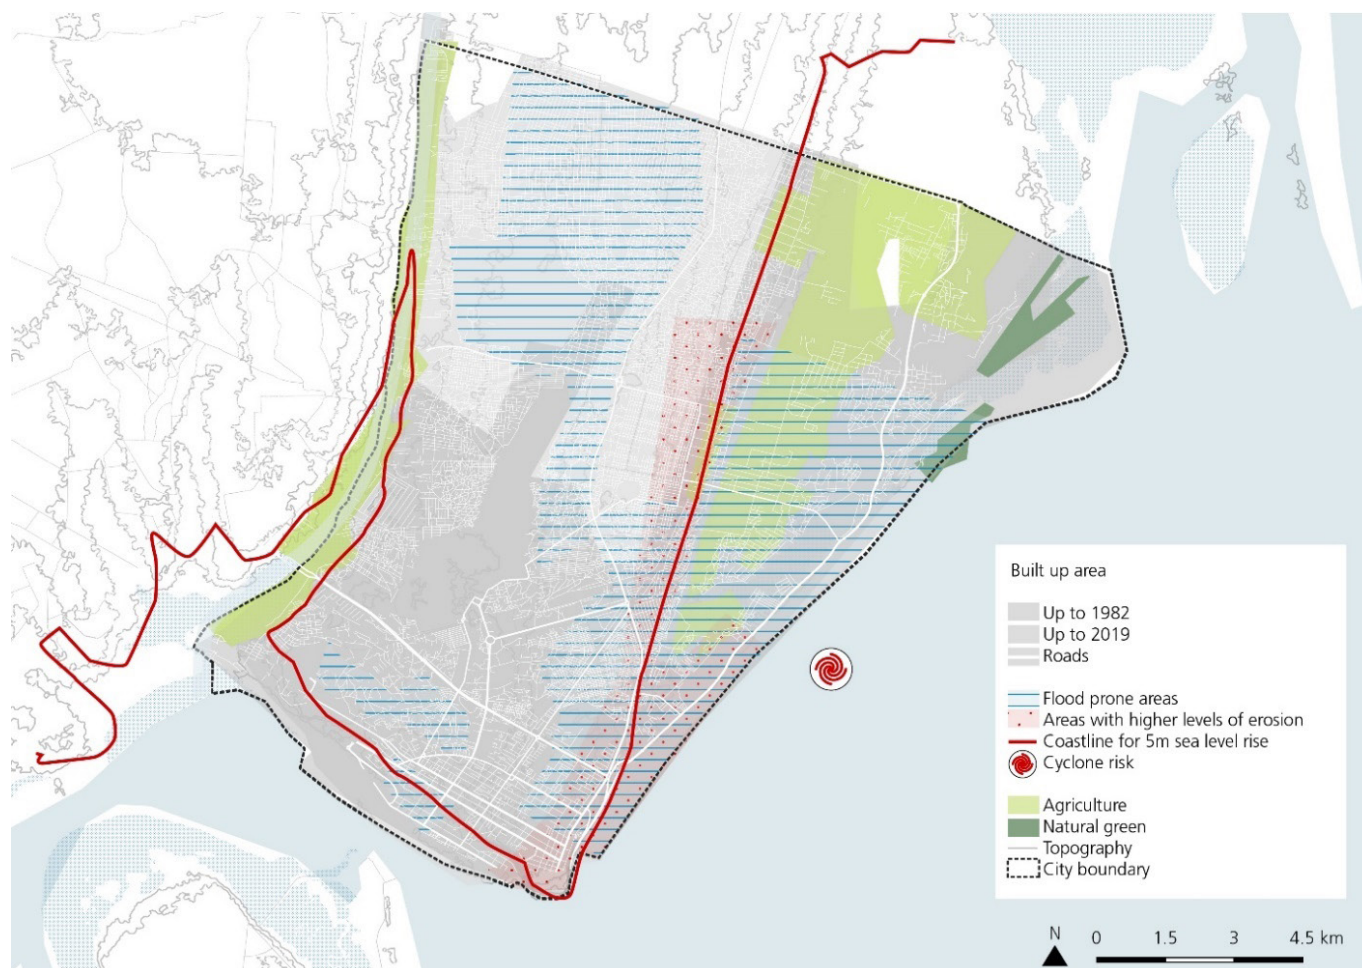 Built up area
Up to 1982
Up to 2019
Roads
Flood prone areas
Areas with higher levels of erosion
Coastline for 5m sea level rise
Cyclone risk
Agriculture
Natural green
Topography
City boundary
N 0 1.5 3 4.5 km